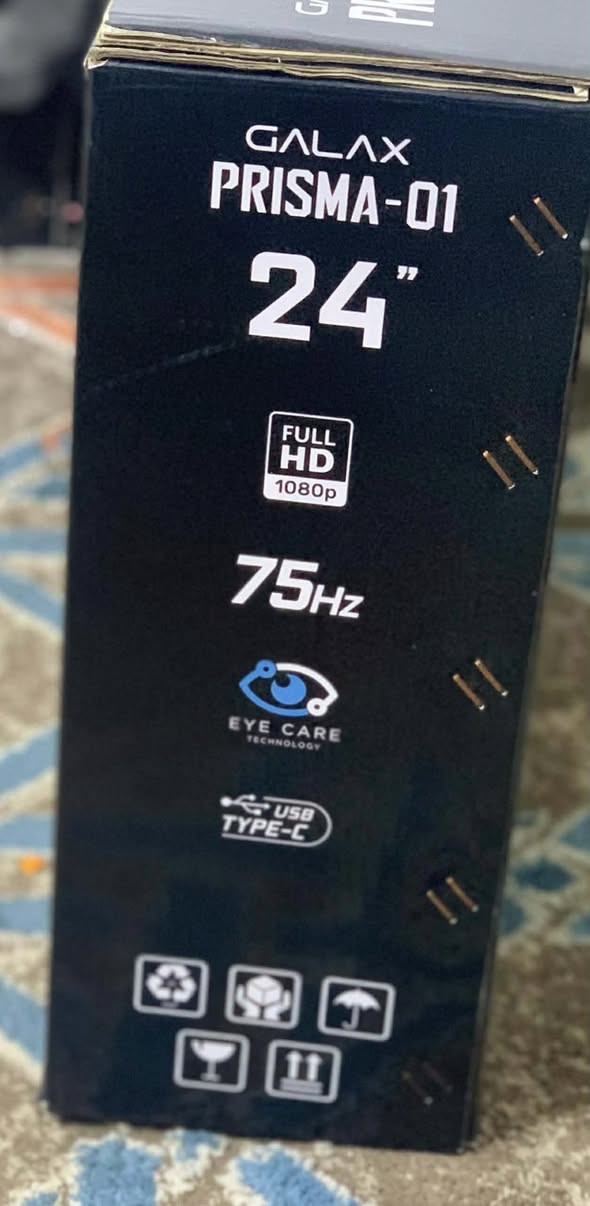 GALAX
PRISMA-01
24"
FULL
HD
1080p
75Hz
EYE CARE
TECHNOLOGY
USB
TYPE-C